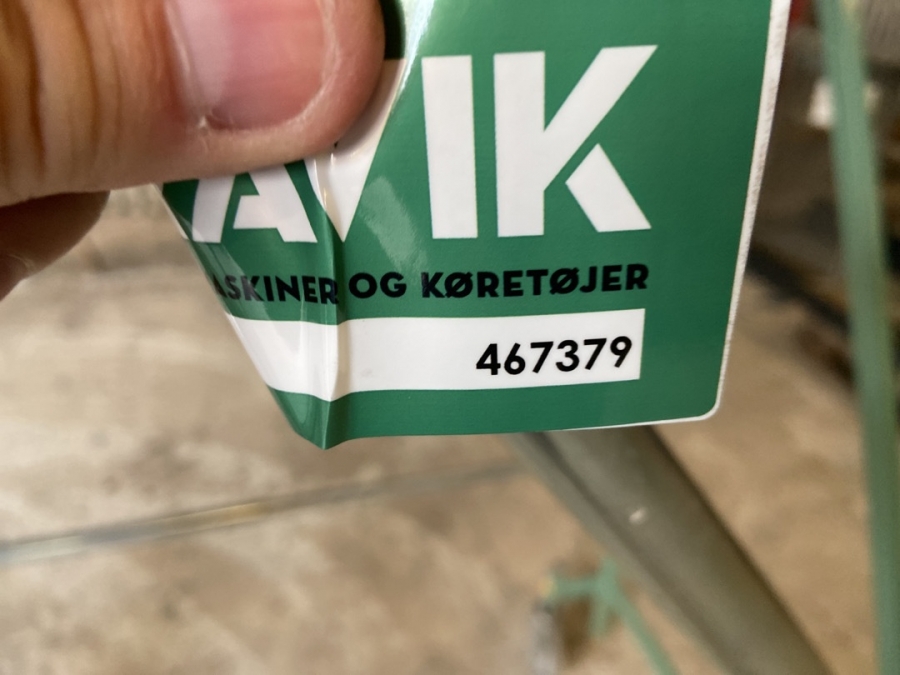 AVIK
ASKINER OG KØRETØJER
467379